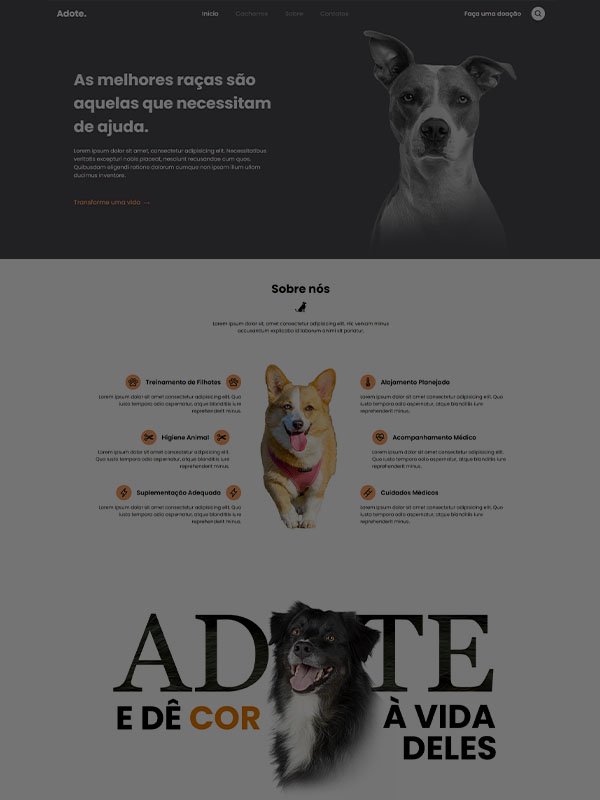 Adote.
Início
Cachorros
Sobre
Contatos
Faça uma doação
As melhores raças são
aquelas que necessitam
de ajuda.
Lorem ipsum dolor sit amet, consectetur adipisicing elit. Necessitatibus
veritatis excepturi nobis placeat, nesciunt recusandae cum quos.
Quibusdam eligendi ratione dolorum cumque non ipsam illum ullam
ducimus inventore.
Transforme uma vida →
Sobre nós
Lorem ipsum dolor sit, amet consectetur adipisicing elit. Hic veniam minus
accusantium explicabo id laborum animi sit pariatur.
Treinamento de Filhotes
Lorem ipsum dolor sit amet consectetur adipisicing elit. Quo
iusto tempora odio aspernatur, atque blanditiis iure
reprehenderit minus.
Higiene Animal
Lorem ipsum dolor sit amet consectetur adipisicing elit. Quo
iusto tempora odio aspernatur, atque blanditiis iure
reprehenderit minus.
Suplementação Adequada
Lorem ipsum dolor sit amet consectetur adipisicing elit. Quo
iusto tempora odio aspernatur, atque blanditiis iure
reprehenderit minus.
Alojamento Planejado
Lorem ipsum dolor sit amet consectetur adipisicing elit. Quo
iusto tempora odio aspernatur, atque blanditiis iure
reprehenderit minus.
Acompanhamento Médico
Lorem ipsum dolor sit amet consectetur adipisicing elit. Quo
iusto tempora odio aspernatur, atque blanditiis iure
reprehenderit minus.
Cuidados Médicos
Lorem ipsum dolor sit amet consectetur adipisicing elit. Quo
iusto tempora odio aspernatur, atque blanditiis iure
reprehenderit minus.
ADOTE
E DÊ COR À VIDA
DELES